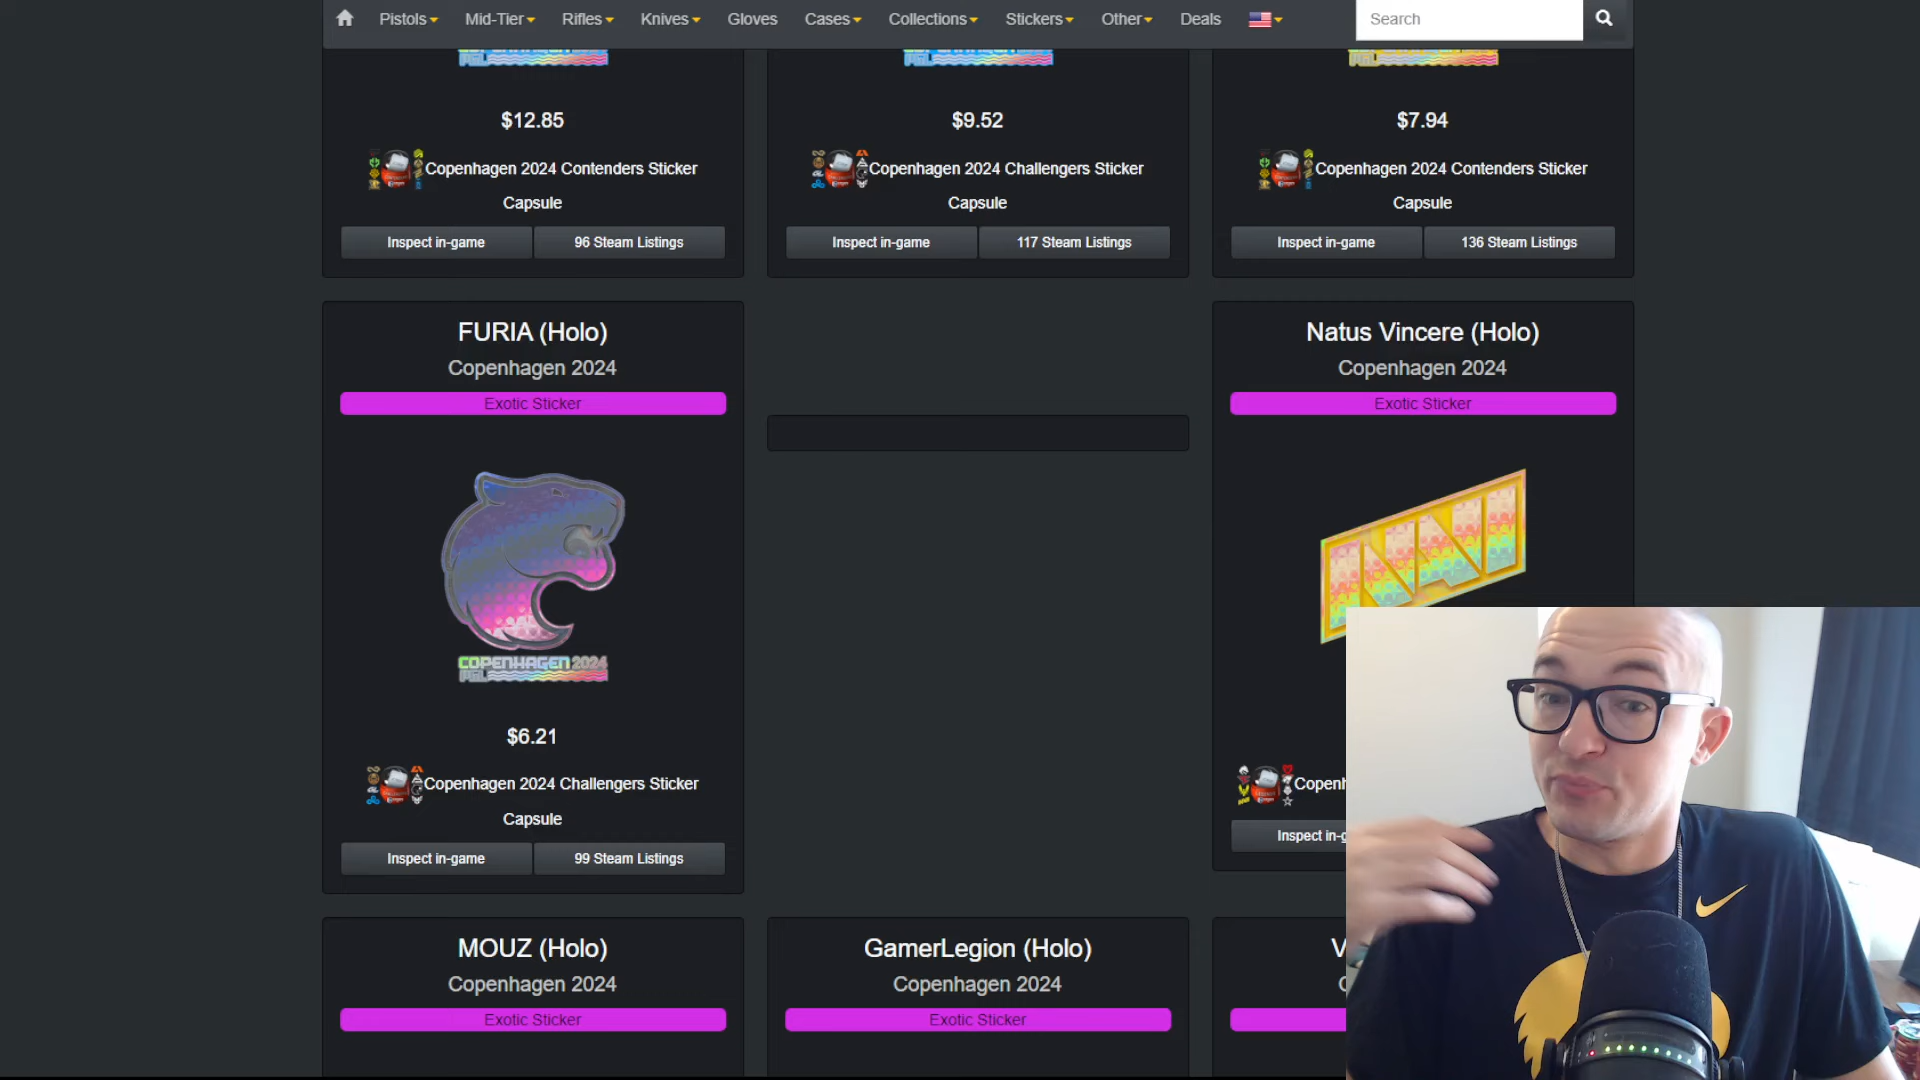 Pistols Mid-Tier Rifles Knives Gloves Cases Collections Stickers Other Deals Search
$12.85
Copenhagen 2024 Contenders Sticker
Capsule
Inspect in-game 96 Steam Listings
$9.52
Copenhagen 2024 Challengers Sticker
Capsule
Inspect in-game 117 Steam Listings
$7.94
Copenhagen 2024 Contenders Sticker
Capsule
Inspect in-game 136 Steam Listings
FURIA (Holo)
Copenhagen 2024
Exotic Sticker
COPENHAGEN 2024
PGL
$6.21
Copenhagen 2024 Challengers Sticker
Capsule
Inspect in-game 99 Steam Listings
Natus Vincere (Holo)
Copenhagen 2024
Exotic Sticker
Inspect
MOUZ (Holo)
Copenhagen 2024
Exotic Sticker
GamerLegion (Holo)
Copenhagen 2024
Exotic Sticker